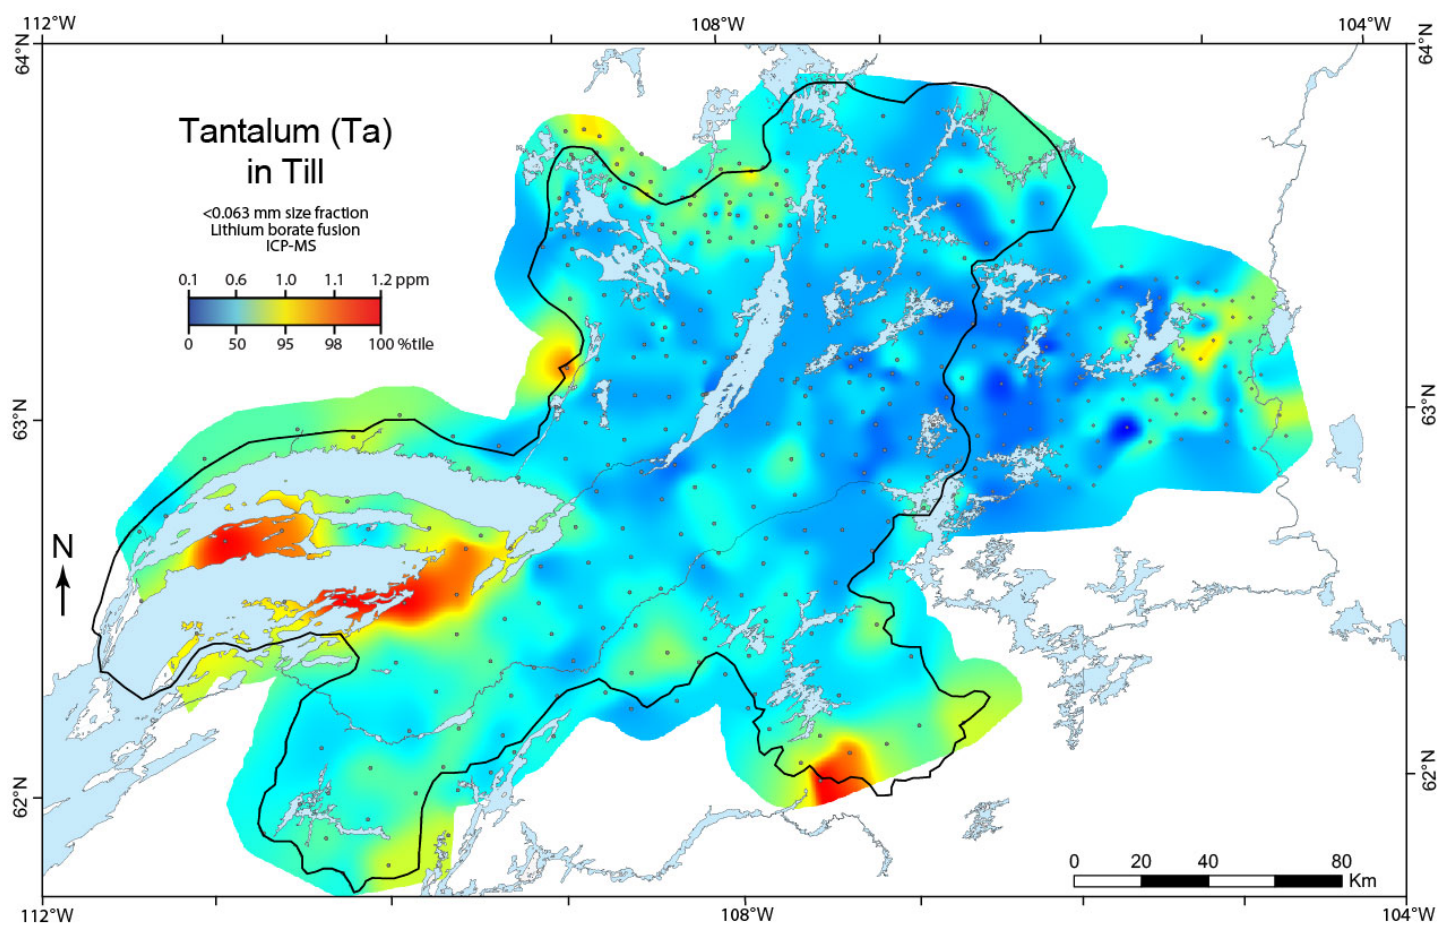 112°W
108°W
104°W
64°N
64°N
Tantalum (Ta)
in Till
<0.063 mm size fraction
Lithium borate fusion
ICP-MS
0.1 0.6 1.0 1.1 1.2 ppm
0 50 95 98 100 %tile
63°N
63°N
N
62°N
62°N
0 20 40 80
Km
112°W
108°W
104°W